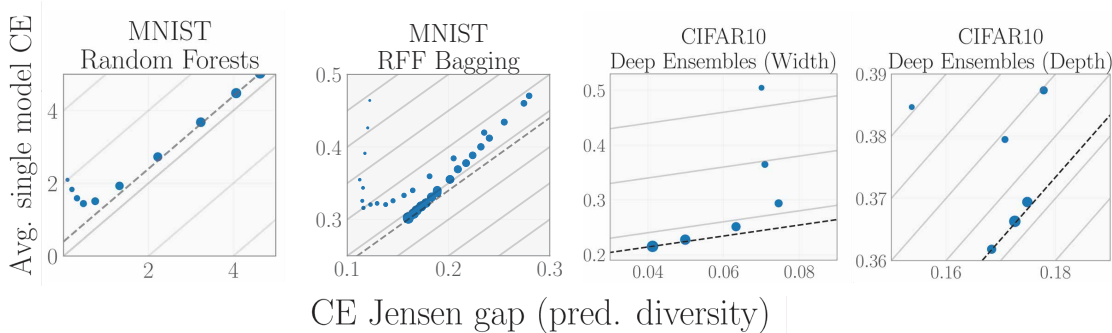 Avg. single model CE
MNIST
Random Forests
4
2
0
2
4
MNIST
RFF Bagging
0.5
0.4
0.3
0.1
0.2
0.3
CIFAR10
Deep Ensembles (Width)
0.5
0.4
0.3
0.2
0.04
0.06
0.08
CIFAR10
Deep Ensembles (Depth)
0.39
0.38
0.37
0.36
0.16
0.18
CE Jensen gap (pred. diversity)